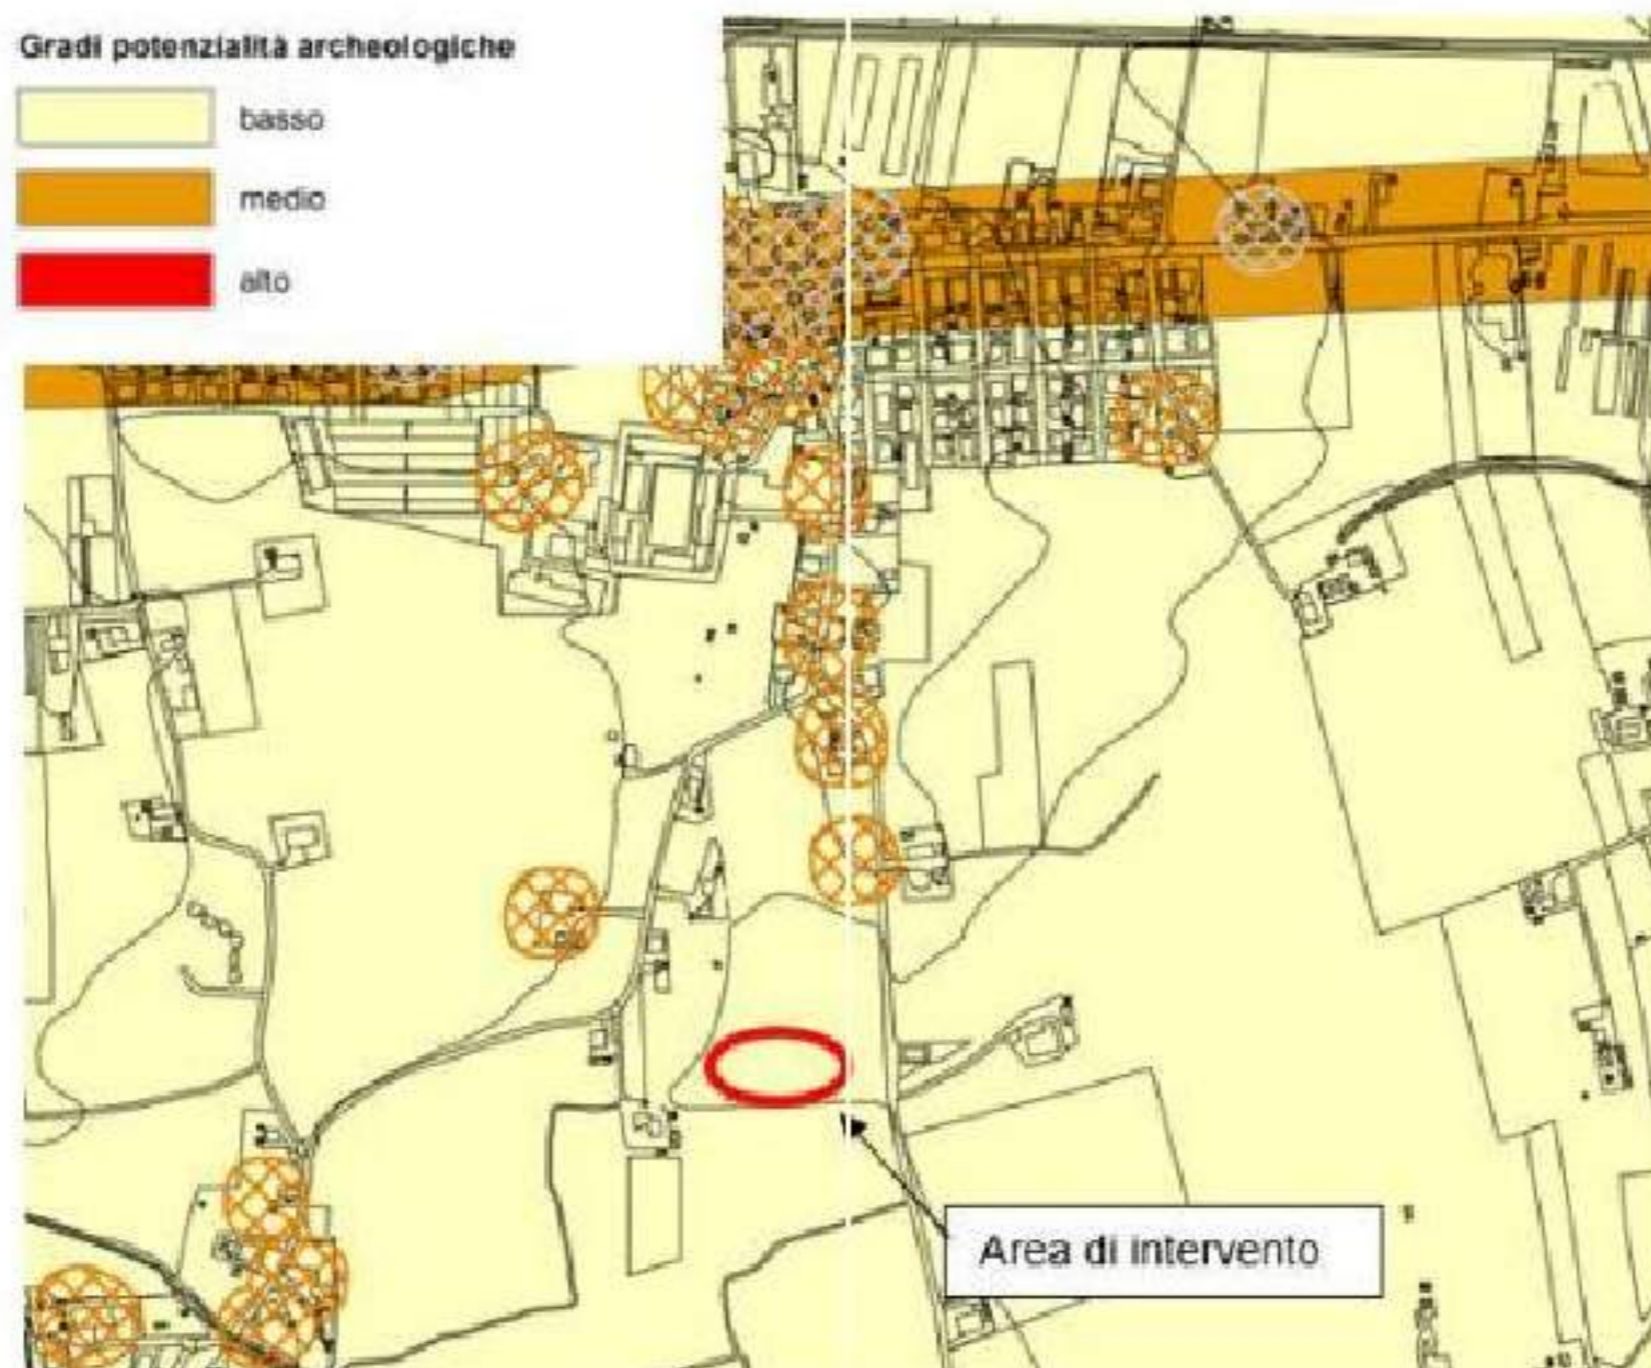 Gradi potenzialità archeologiche
basso
medio
alto
Area di intervento